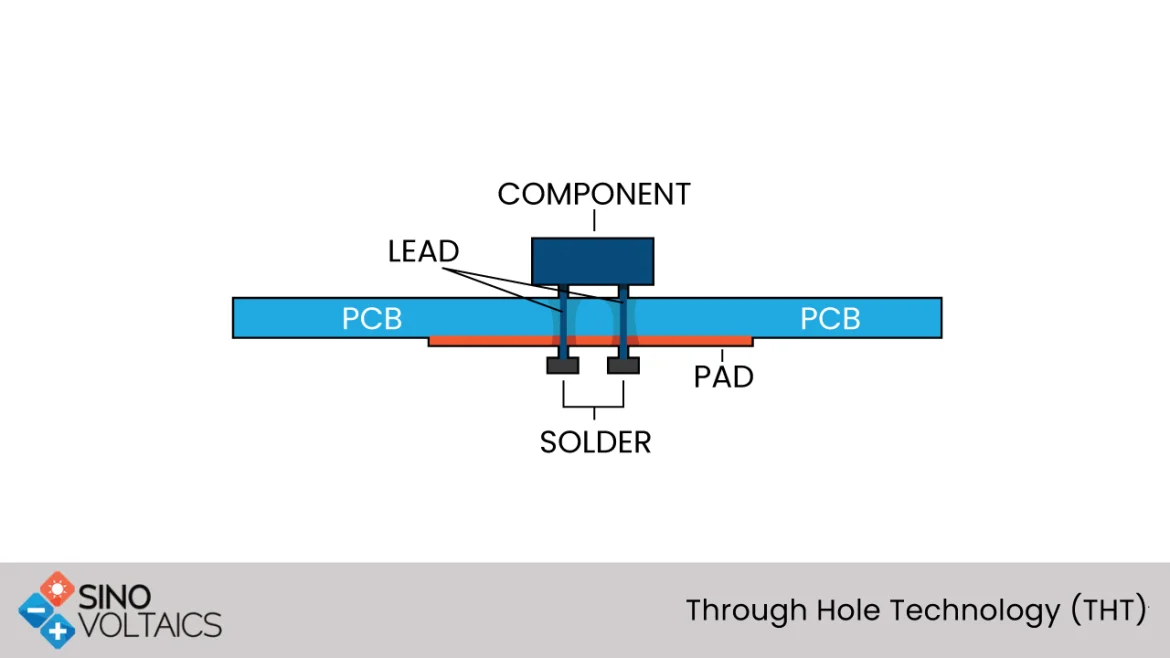 COMPONENT
LEAD
PCB PCB
PAD
SOLDER
SINO
VOLTAICS
Through Hole Technology (THT)